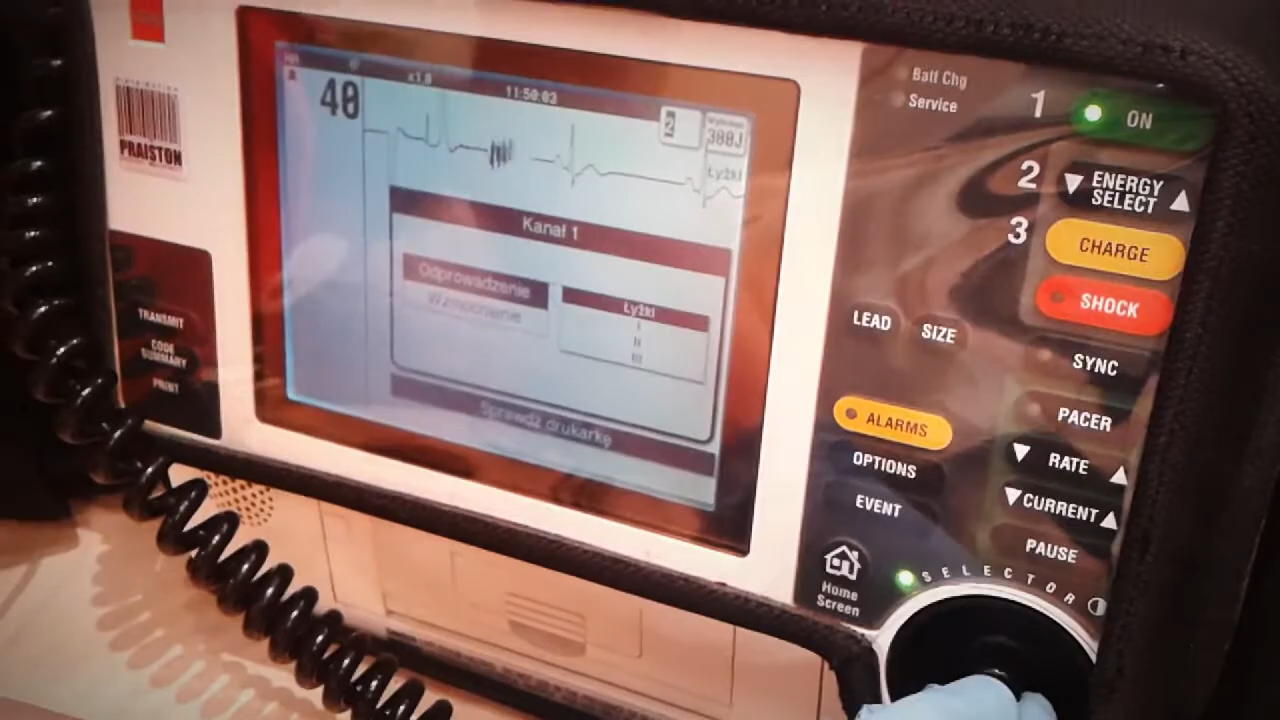 HR
40
x1.0
11:50:03
2
Łyżki
Kanał 1
Odprowadzenie
Wzmocnienie
Łyżki
I
II
III
Sprawdź drukarkę
PRAISTON
TRANSMIT
CODE
SUMMARY
PRINT
Batt Chg
Service
1 ON
2 ENERGY
SELECT
3 CHARGE
SHOCK
LEAD SIZE
SYNC
ALARMS
PACER
OPTIONS
RATE
EVENT
CURRENT
PAUSE
Home
Screen
SELECTOR